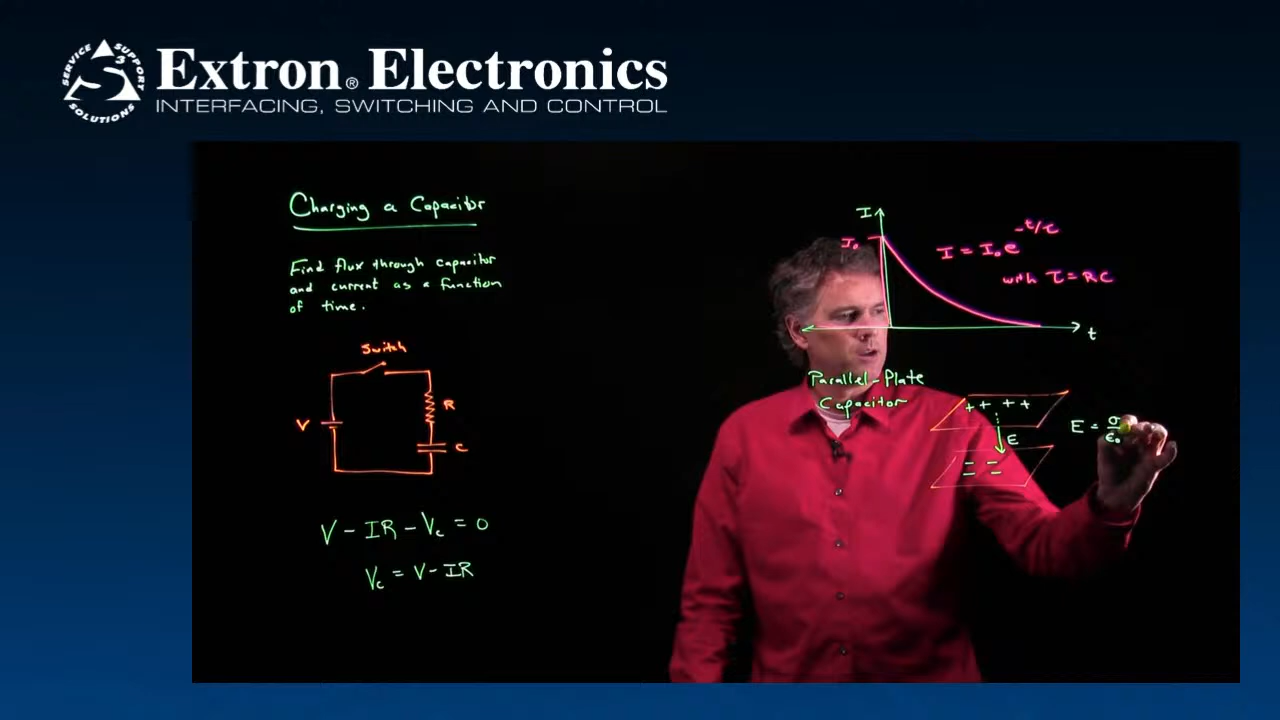 SERVICE SUPPORT SOLUTIONS
S3
Extron® Electronics
INTERFACING, SWITCHING AND CONTROL
Charging a Capacitor
Find flux through capacitor
and current as a function
of time.
Switch
V
R
C
V - IR - Vc = 0
Vc = V - IR
I
I₀
I = I₀e^-t/τ
with τ = RC
t
Parallel-Plate
Capacitor
++ ++
E
= =
E = σ/ε₀